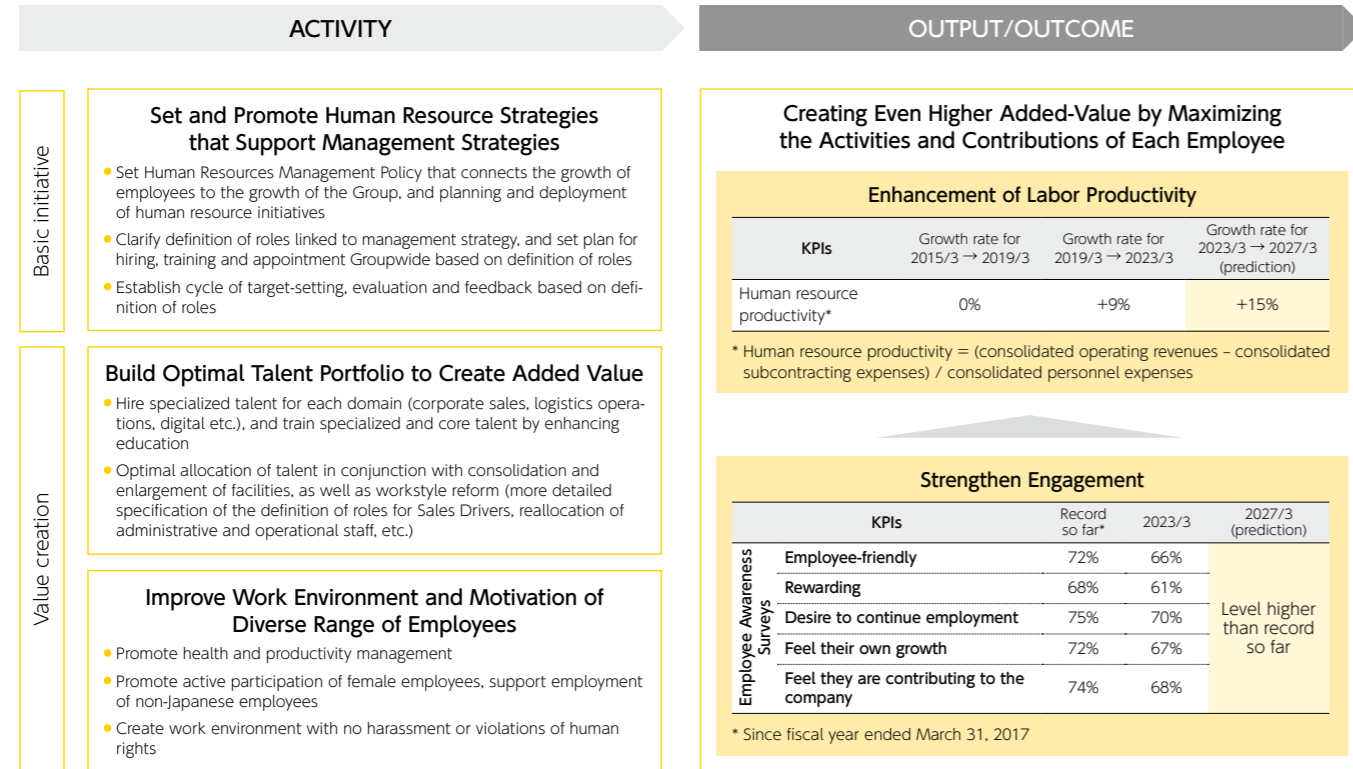 ACTIVITY
OUTPUT/OUTCOME
Basic initiative
Set and Promote Human Resource Strategies
that Support Management Strategies
• Set Human Resources Management Policy that connects the growth of
employees to the growth of the Group, and planning and deployment
of human resource initiatives
• Clarify definition of roles linked to management strategy, and set plan for
hiring, training and appointment Groupwide based on definition of roles
• Establish cycle of target-setting, evaluation and feedback based on defi-
nition of roles
Value creation
Build Optimal Talent Portfolio to Create Added Value
• Hire specialized talent for each domain (corporate sales, logistics opera-
tions, digital etc.), and train specialized and core talent by enhancing
education
• Optimal allocation of talent in conjunction with consolidation and
enlargement of facilities, as well as workstyle reform (more detailed
specification of the definition of roles for Sales Drivers, reallocation of
administrative and operational staff, etc.)
Improve Work Environment and Motivation of
Diverse Range of Employees
• Promote health and productivity management
• Promote active participation of female employees, support employment
of non-Japanese employees
• Create work environment with no harassment or violations of human
rights
Creating Even Higher Added-Value by Maximizing
the Activities and Contributions of Each Employee
Enhancement of Labor Productivity
KPIs
Growth rate for
2015/3 → 2019/3
Growth rate for
2019/3 → 2023/3
Growth rate for
2023/3 → 2027/3
(prediction)
Human resource
productivity*
0%
+9%
+15%
* Human resource productivity = (consolidated operating revenues – consolidated
subcontracting expenses) / consolidated personnel expenses
Strengthen Engagement
KPIs
Record
so far*
2023/3
2027/3
(prediction)
Employee Awareness
Surveys
Employee-friendly 72% 66%
Rewarding 68% 61%
Desire to continue employment 75% 70%
Feel their own growth 72% 67%
Feel they are contributing to the
company
74% 68%
Level higher
than record
so far
* Since fiscal year ended March 31, 2017